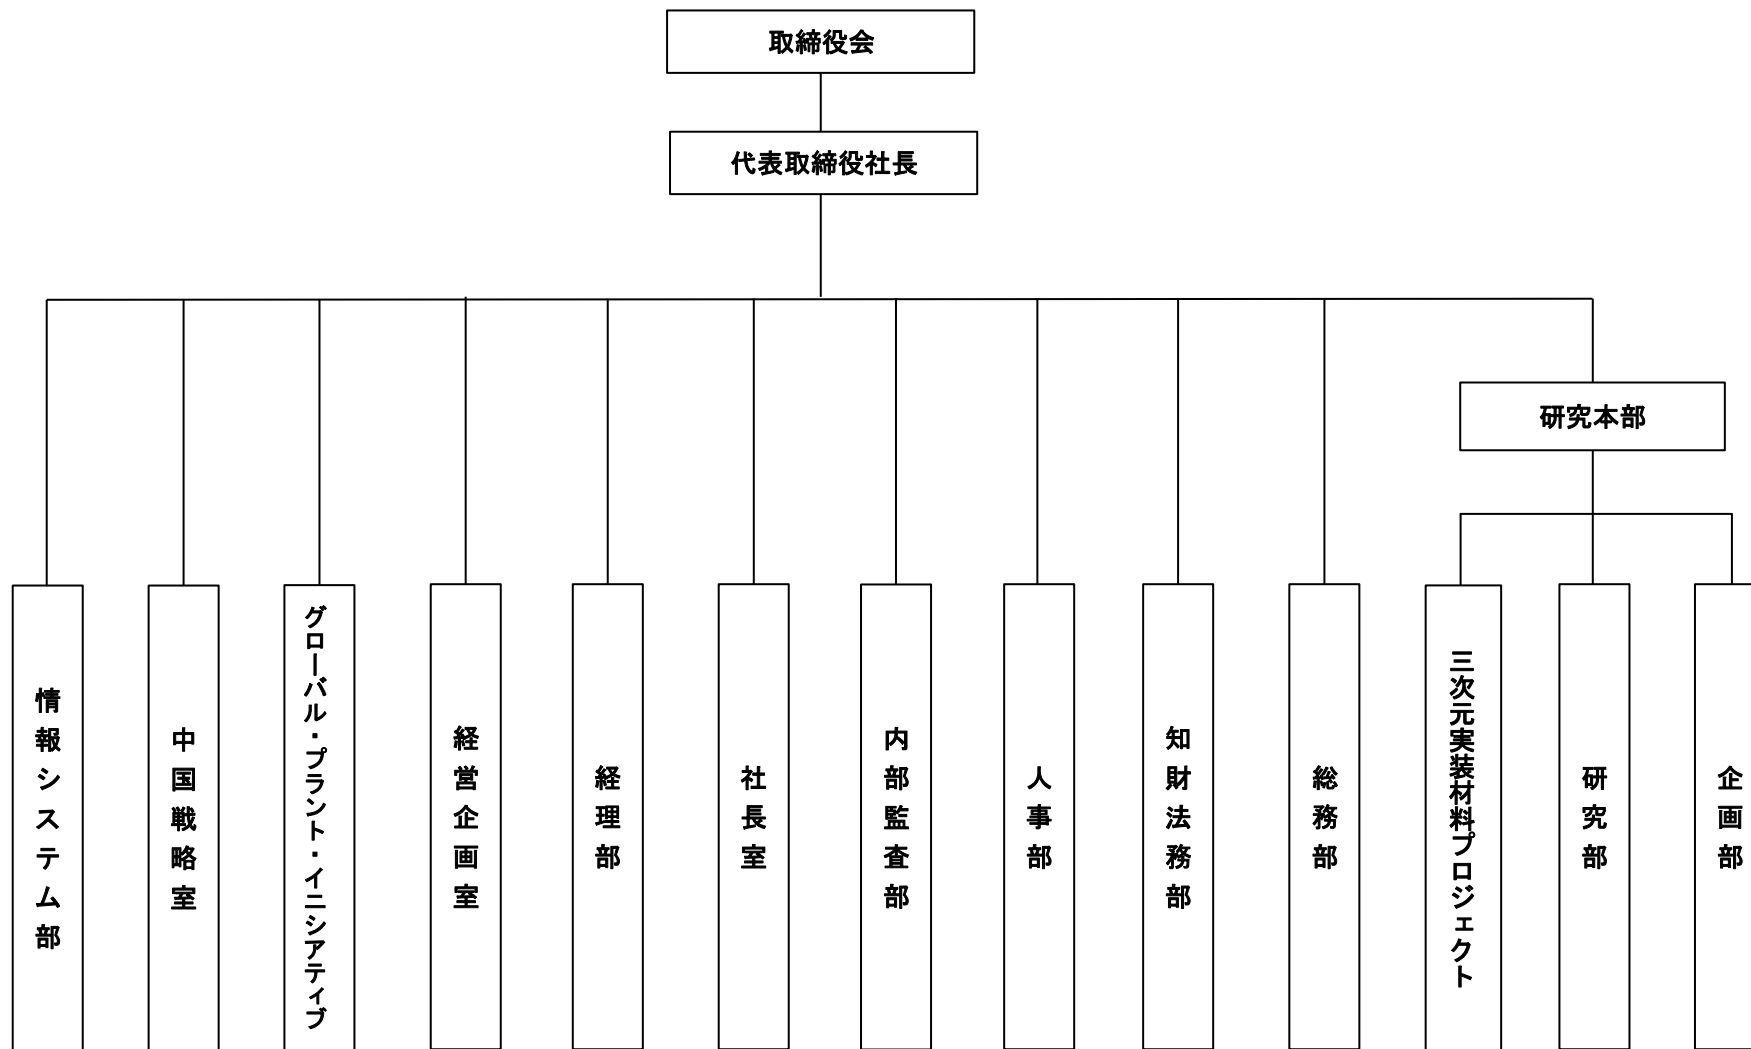 取締役会
代表取締役社長
研究本部
情報システム部
中国戦略室
グローバル・プラント・イニシアティブ
経営企画室
経理部
社長室
内部監査部
人事部
知財法務部
総務部
三次元実装材料プロジェクト
研究部
企画部